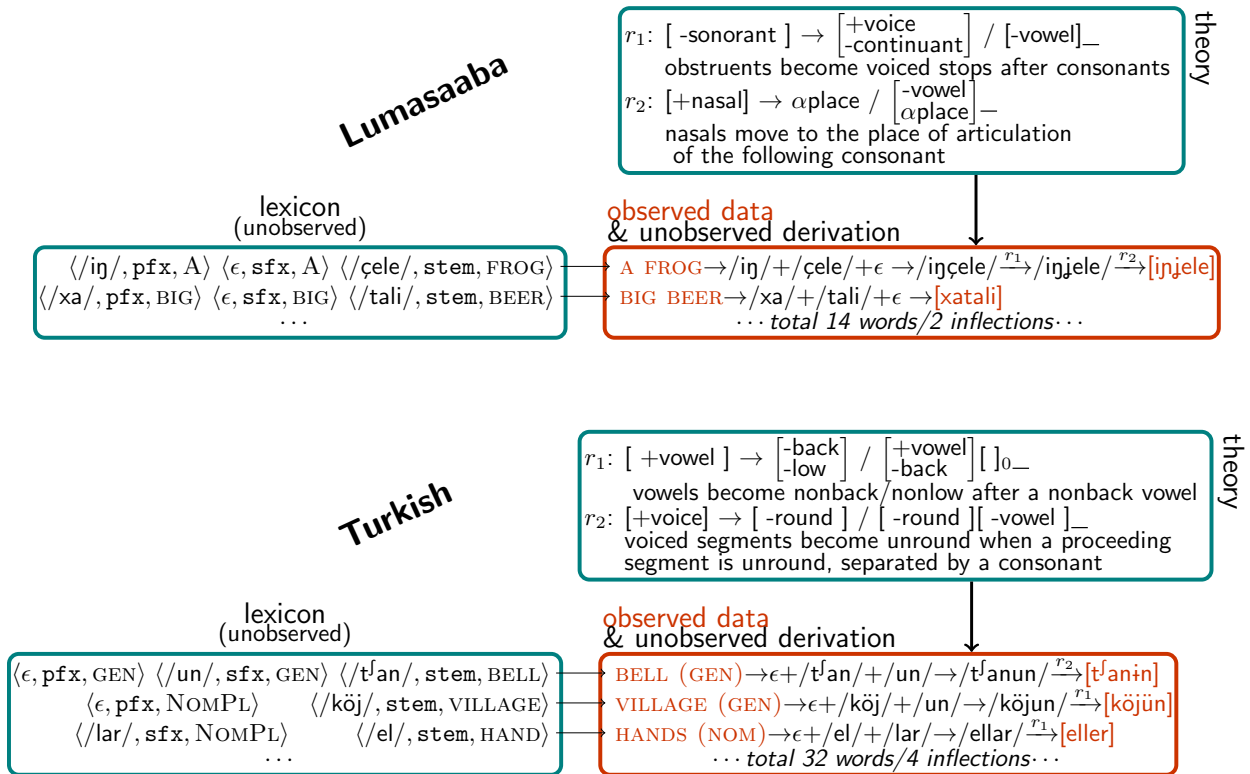 theory
r₁: [ -sonorant ] → [+voice -continuant] / [-vowel]_
obstruents become voiced stops after consonants
r₂: [+nasal] → αplace / [-vowel αplace]_
nasals move to the place of articulation
of the following consonant
Lumasaaba
lexicon
(unobserved)
observed data
& unobserved derivation
⟨/iŋ/, pfx, A⟩ ⟨ϵ, sfx, A⟩ ⟨/çele/, stem, FROG⟩
A FROG→/iŋ/+/çele/+ϵ →/iŋçele/ r₁→ /iŋɟele/ r₂→ [iɲɟele]
⟨/xa/, pfx, BIG⟩ ⟨ϵ, sfx, BIG⟩ ⟨/tali/, stem, BEER⟩
BIG BEER→/xa/+/tali/+ϵ →[xatali]
···
··· total 14 words/2 inflections···
theory
r₁: [ +vowel ] → [-back -low] / [+vowel -back][ ]₀_
vowels become nonback/nonlow after a nonback vowel
r₂: [+voice] → [ -round ] / [ -round ][ -vowel ]_
voiced segments become unround when a proceeding
segment is unround, separated by a consonant
Turkish
lexicon
(unobserved)
observed data
& unobserved derivation
⟨ϵ, pfx, GEN⟩ ⟨/un/, sfx, GEN⟩ ⟨/tʃan/, stem, BELL⟩
BELL (GEN)→ϵ+/tʃan/+/un/→/tʃanun/ r₂→ [tʃanɨn]
⟨ϵ, pfx, NomPl⟩ ⟨/köj/, stem, VILLAGE⟩
VILLAGE (GEN)→ϵ+/köj/+/un/→/köjun/ r₁→ [köjün]
⟨/lar/, sfx, NomPl⟩ ⟨/el/, stem, HAND⟩
HANDS (NOM)→ϵ+/el/+/lar/→/ellar/ r₁→ [eller]
···
··· total 32 words/4 inflections···